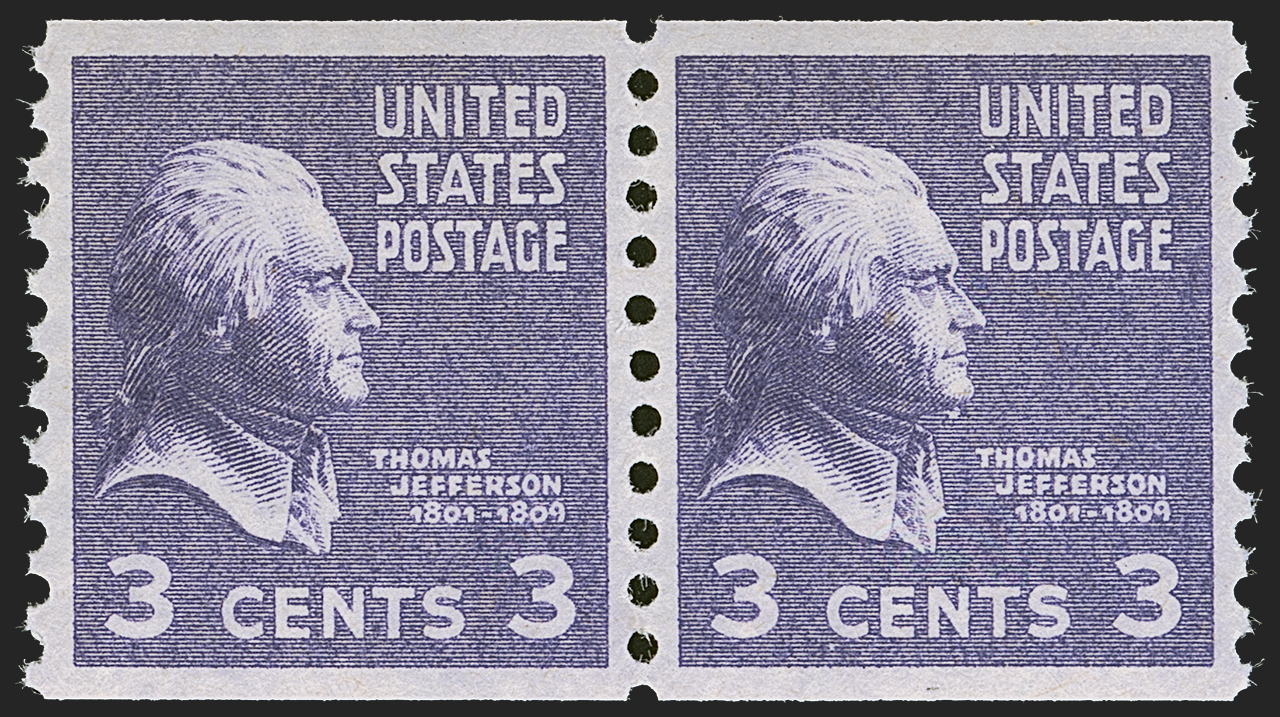 UNITED
STATES
POSTAGE
THOMAS
JEFFERSON
1801-1809
3 CENTS 3
UNITED
STATES
POSTAGE
THOMAS
JEFFERSON
1801-1809
3 CENTS 3